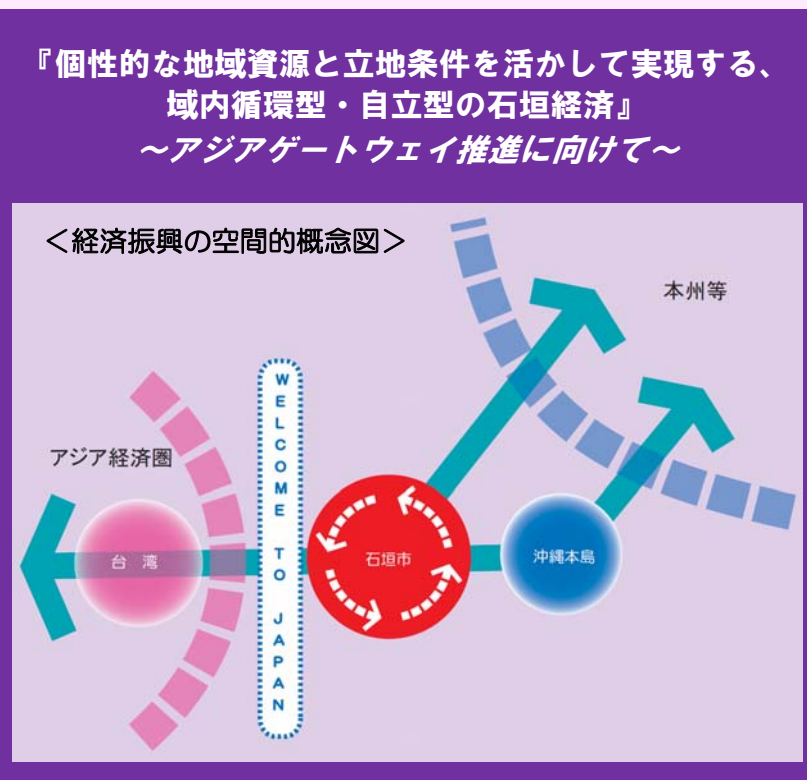 『個性的な地域資源と立地条件を活かして実現する、
域内循環型・自立型の石垣経済』
～アジアゲートウェイ推進に向けて～
＜経済振興の空間的概念図＞
本州等
アジア経済圏
WELCOME TO JAPAN
台 湾
石垣市
沖縄本島